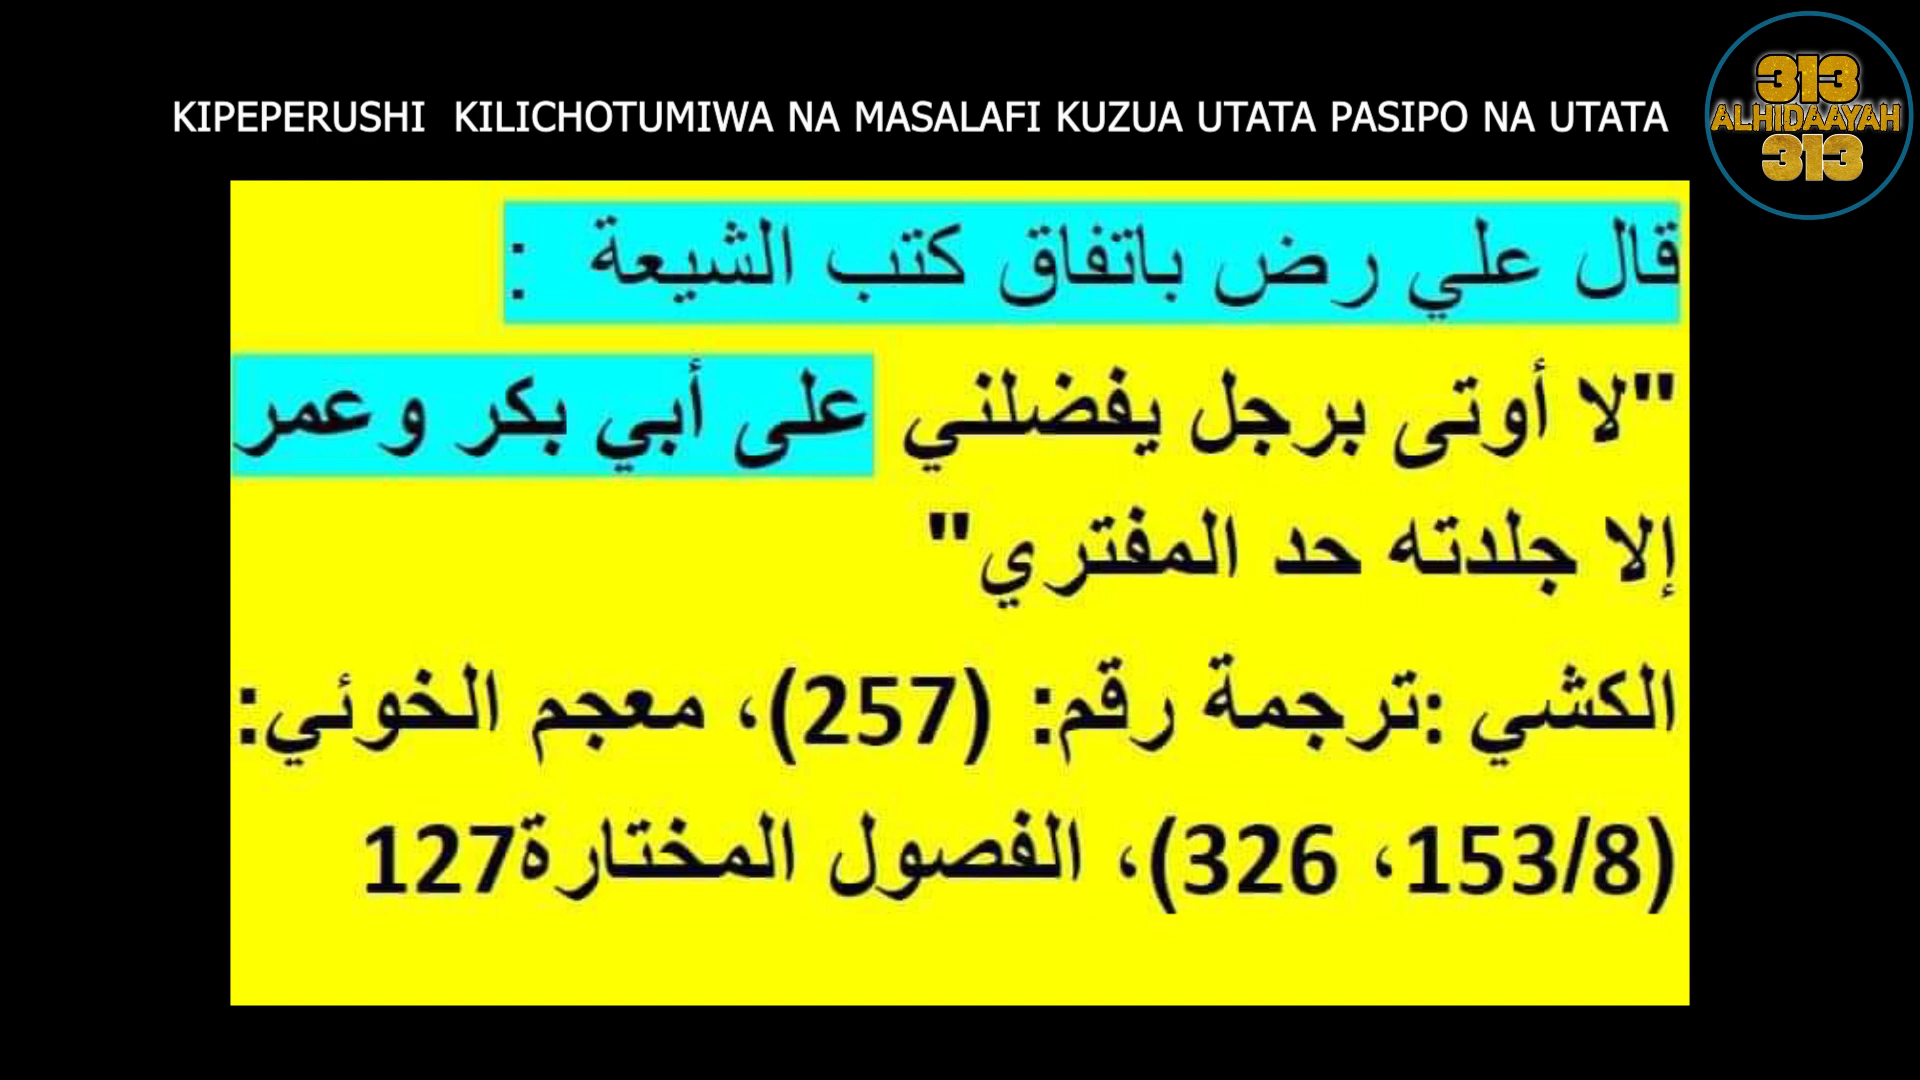 KIPEPERUSHI KILICHOTUMIWA NA MASALAFI KUZUA UTATA PASIPO NA UTATA
313
ALHIDAAYAH
313
قال علي رض باتفاق كتب الشيعة :
"لا أوتى برجل يفضلني على أبي بكر وعمر
إلا جلدته حد المفتري"
الكشي :ترجمة رقم: (257)، معجم الخوئي:
(153/8، 326)، الفصول المختارة127